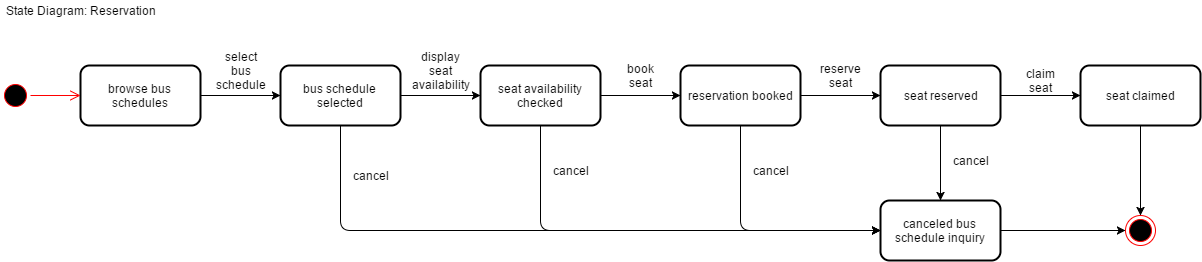 State Diagram: Reservation
browse bus
schedules
select
bus
schedule
bus schedule
selected
display
seat
availability
seat availability
checked
book
seat
reservation booked
reserve
seat
seat reserved
claim
seat
seat claimed
cancel
cancel
cancel
cancel
canceled bus
schedule inquiry